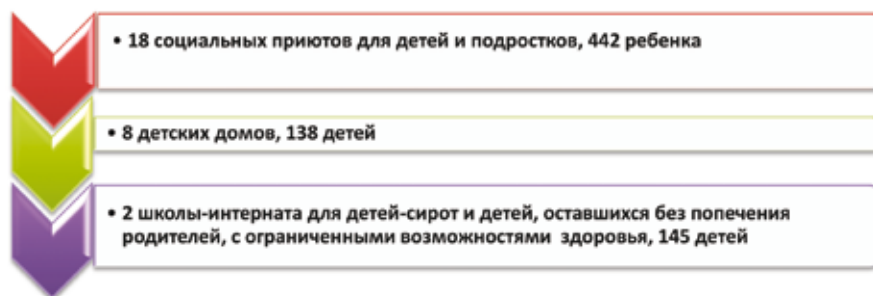 • 18 социальных приютов для детей и подростков, 442 ребенка
• 8 детских домов, 138 детей
• 2 школы-интерната для детей-сирот и детей, оставшихся без попечения
родителей, с ограниченными возможностями здоровья, 145 детей